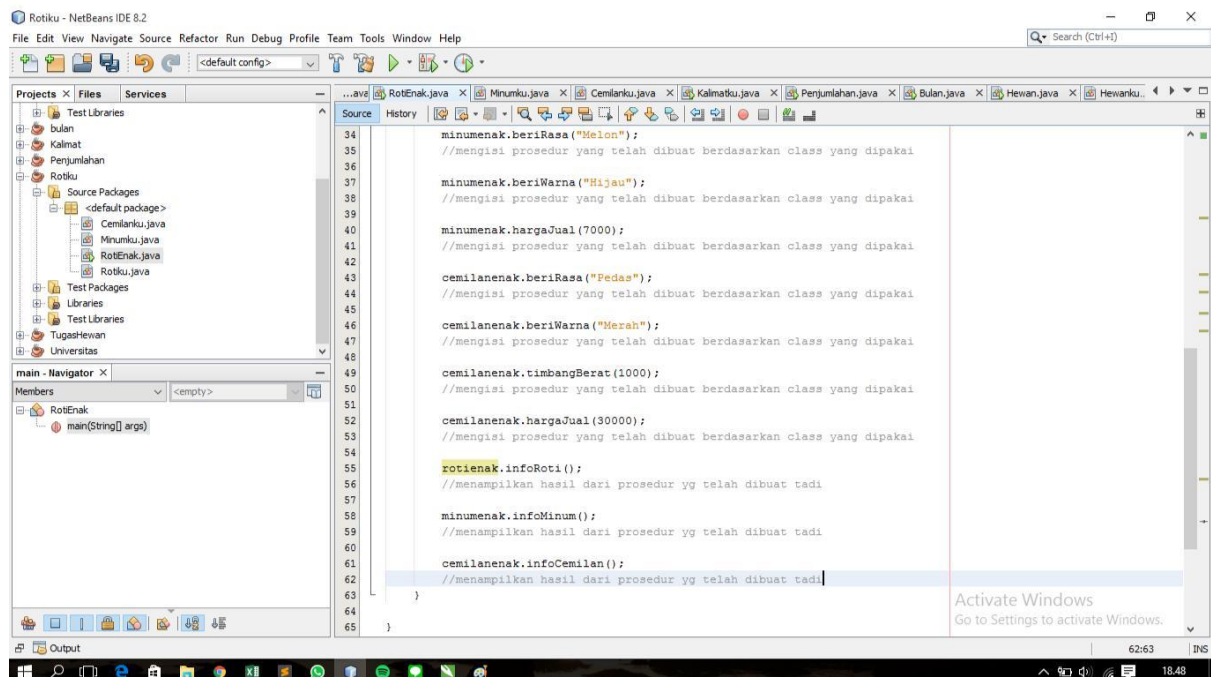 Rotiku - NetBeans IDE 8.2
File Edit View Navigate Source Refactor Run Debug Profile Team Tools Window Help
Search (Ctrl+I)
<default config>
Projects Files Services
Test Libraries
bulan
Kalimat
Penjumlahan
Rotiku
Source Packages
<default package>
Cemilanku.java
Minumku.java
RotiEnak.java
Rotiku.java
Test Packages
Libraries
Test Libraries
TugasHewan
Universitas
main - Navigator
Members <empty>
RotiEnak
main(String[] args)
...ava RotiEnak.java Minumku.java Cemilanku.java Kalimatku.java Penjumlahan.java Bulan.java Hewan.java Hewanku..
Source History
34 minumenak.beriRasa("Melon");
35 //mengisi prosedur yang telah dibuat berdasarkan class yang dipakai
36
37 minumenak.beriWarna("Hijau");
38 //mengisi prosedur yang telah dibuat berdasarkan class yang dipakai
39
40 minumenak.hargaJual(7000);
41 //mengisi prosedur yang telah dibuat berdasarkan class yang dipakai
42
43 cemilanenak.beriRasa("Pedas");
44 //mengisi prosedur yang telah dibuat berdasarkan class yang dipakai
45
46 cemilanenak.beriWarna("Merah");
47 //mengisi prosedur yang telah dibuat berdasarkan class yang dipakai
48
49 cemilanenak.timbangBerat(1000);
50 //mengisi prosedur yang telah dibuat berdasarkan class yang dipakai
51
52 cemilanenak.hargaJual(30000);
53 //mengisi prosedur yang telah dibuat berdasarkan class yang dipakai
54
55 rotienak.infoRoti();
56 //menampilkan hasil dari prosedur yg telah dibuat tadi
57
58 minumenak.infoMinum();
59 //menampilkan hasil dari prosedur yg telah dibuat tadi
60
61 cemilanenak.infoCemilan();
62 //menampilkan hasil dari prosedur yg telah dibuat tadi
63 }
64
65 }
Activate Windows
Go to Settings to activate Windows.
Output
62:63 INS
18.48